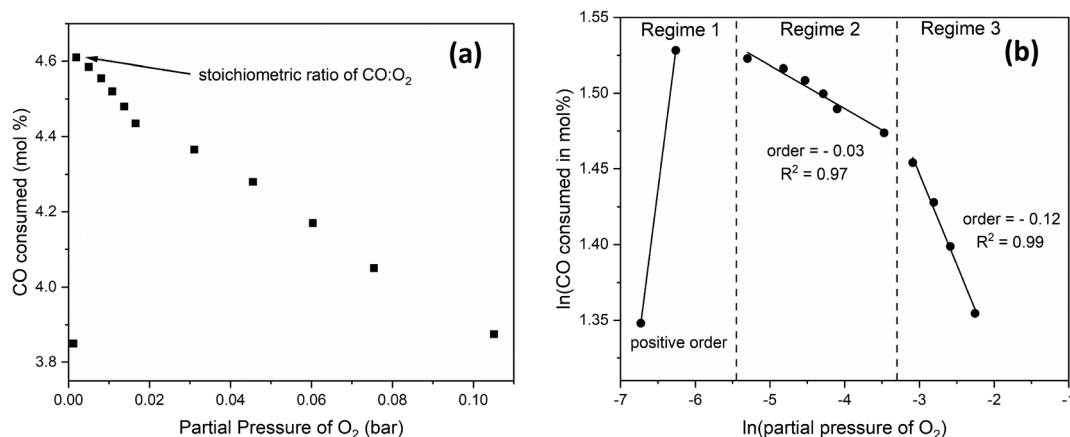 (a)
stoichiometric ratio of CO:O₂
CO consumed (mol %)
4.6
4.4
4.2
4.0
3.8
0.00 0.02 0.04 0.06 0.08 0.10
Partial Pressure of O₂ (bar)
(b)
Regime 1 Regime 2 Regime 3
ln(CO consumed in mol%)
1.55
1.50
1.45
1.40
1.35
order = - 0.03
R² = 0.97
order = - 0.12
R² = 0.99
positive order
-7 -6 -5 -4 -3 -2 -1
ln(partial pressure of O₂)